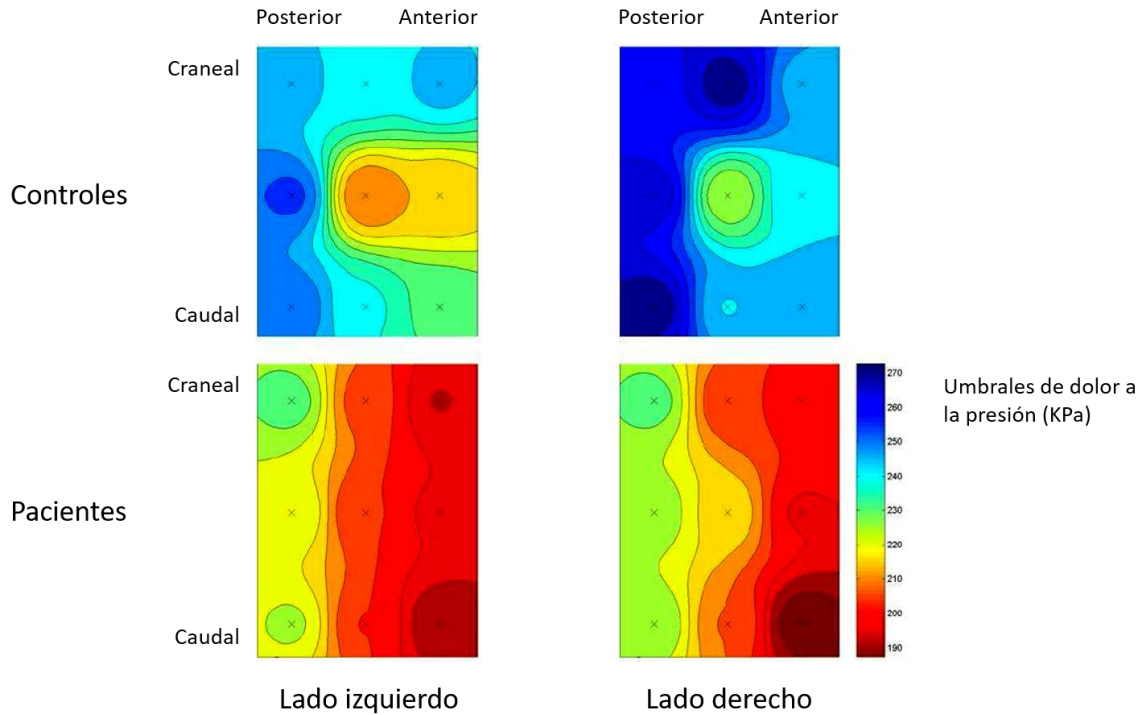 Posterior Anterior Posterior Anterior
Craneal
Controles
Caudal
Craneal
270
260
250
240
230
220
210
200
190
Umbrales de dolor a
la presión (KPa)
Pacientes
Caudal
Lado izquierdo Lado derecho